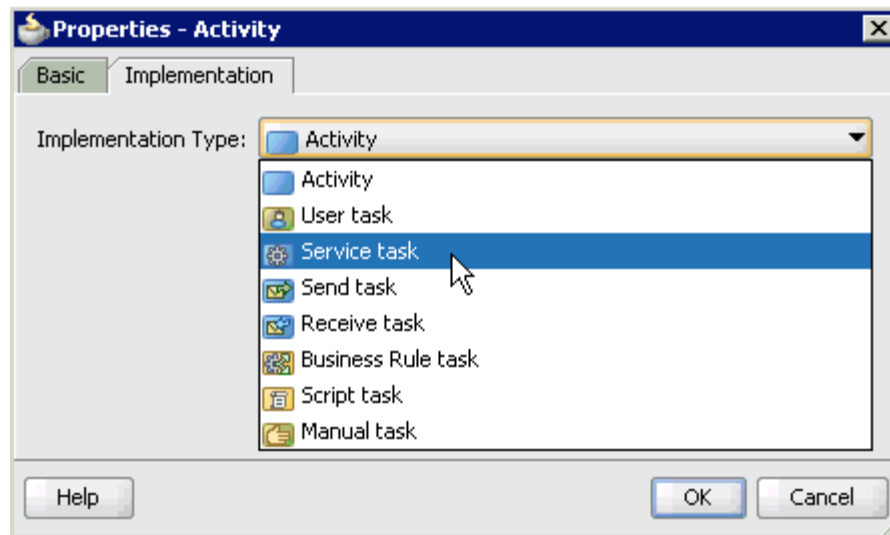 Properties - Activity
Basic Implementation
Implementation Type: Activity
Activity
User task
Service task
Send task
Receive task
Business Rule task
Script task
Manual task
Help OK Cancel